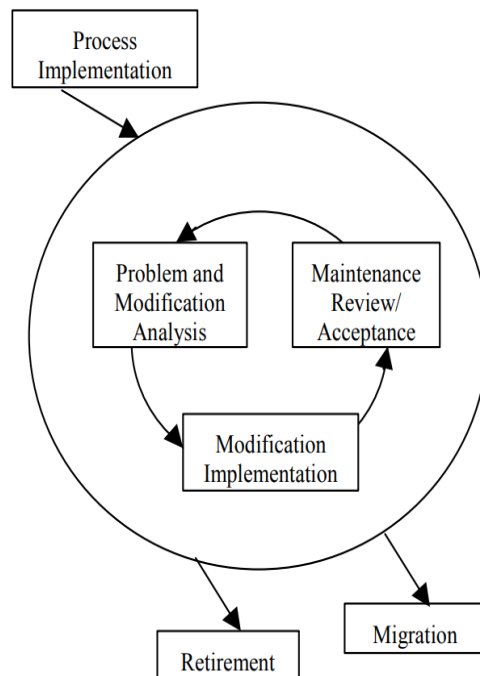 Process
Implementation
Problem and
Modification
Analysis
Maintenance
Review/
Acceptance
Modification
Implementation
Migration
Retirement